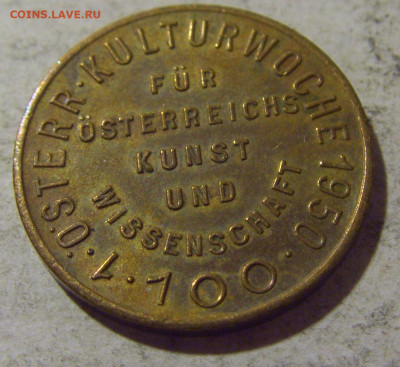 COINS.LAVE.RU
ÖSTERR·KULTURWOCHE 1950·
FÜR
ÖSTERREICHS
KUNST
UND
WISSENSCHAFT
·Ö.S.·1·100·